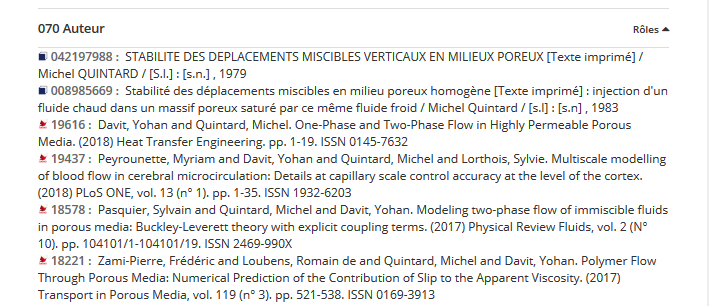 070 Auteur
Rôles
042197988 : STABILITE DES DEPLACEMENTS MISCIBLES VERTICAUX EN MILIEUX POREUX [Texte imprimé] /
Michel QUINTARD / [S.l.] : [s.n.] , 1979
008985669 : Stabilité des déplacements miscibles en milieu poreux homogène [Texte imprimé] : injection d'un
fluide chaud dans un massif poreux saturé par ce même fluide froid / Michel Quintard / [s.l] : [s.n] , 1983
19616 : Davit, Yohan and Quintard, Michel. One-Phase and Two-Phase Flow in Highly Permeable Porous
Media. (2018) Heat Transfer Engineering. pp. 1-19. ISSN 0145-7632
19437 : Peyrounette, Myriam and Davit, Yohan and Quintard, Michel and Lorthois, Sylvie. Multiscale modelling
of blood flow in cerebral microcirculation: Details at capillary scale control accuracy at the level of the cortex.
(2018) PLoS ONE, vol. 13 (n° 1). pp. 1-35. ISSN 1932-6203
18578 : Pasquier, Sylvain and Quintard, Michel and Davit, Yohan. Modeling two-phase flow of immiscible fluids
in porous media: Buckley-Leverett theory with explicit coupling terms. (2017) Physical Review Fluids, vol. 2 (N°
10). pp. 104101/1-104101/19. ISSN 2469-990X
18221 : Zami-Pierre, Frédéric and Loubens, Romain de and Quintard, Michel and Davit, Yohan. Polymer Flow
Through Porous Media: Numerical Prediction of the Contribution of Slip to the Apparent Viscosity. (2017)
Transport in Porous Media, vol. 119 (n° 3). pp. 521-538. ISSN 0169-3913